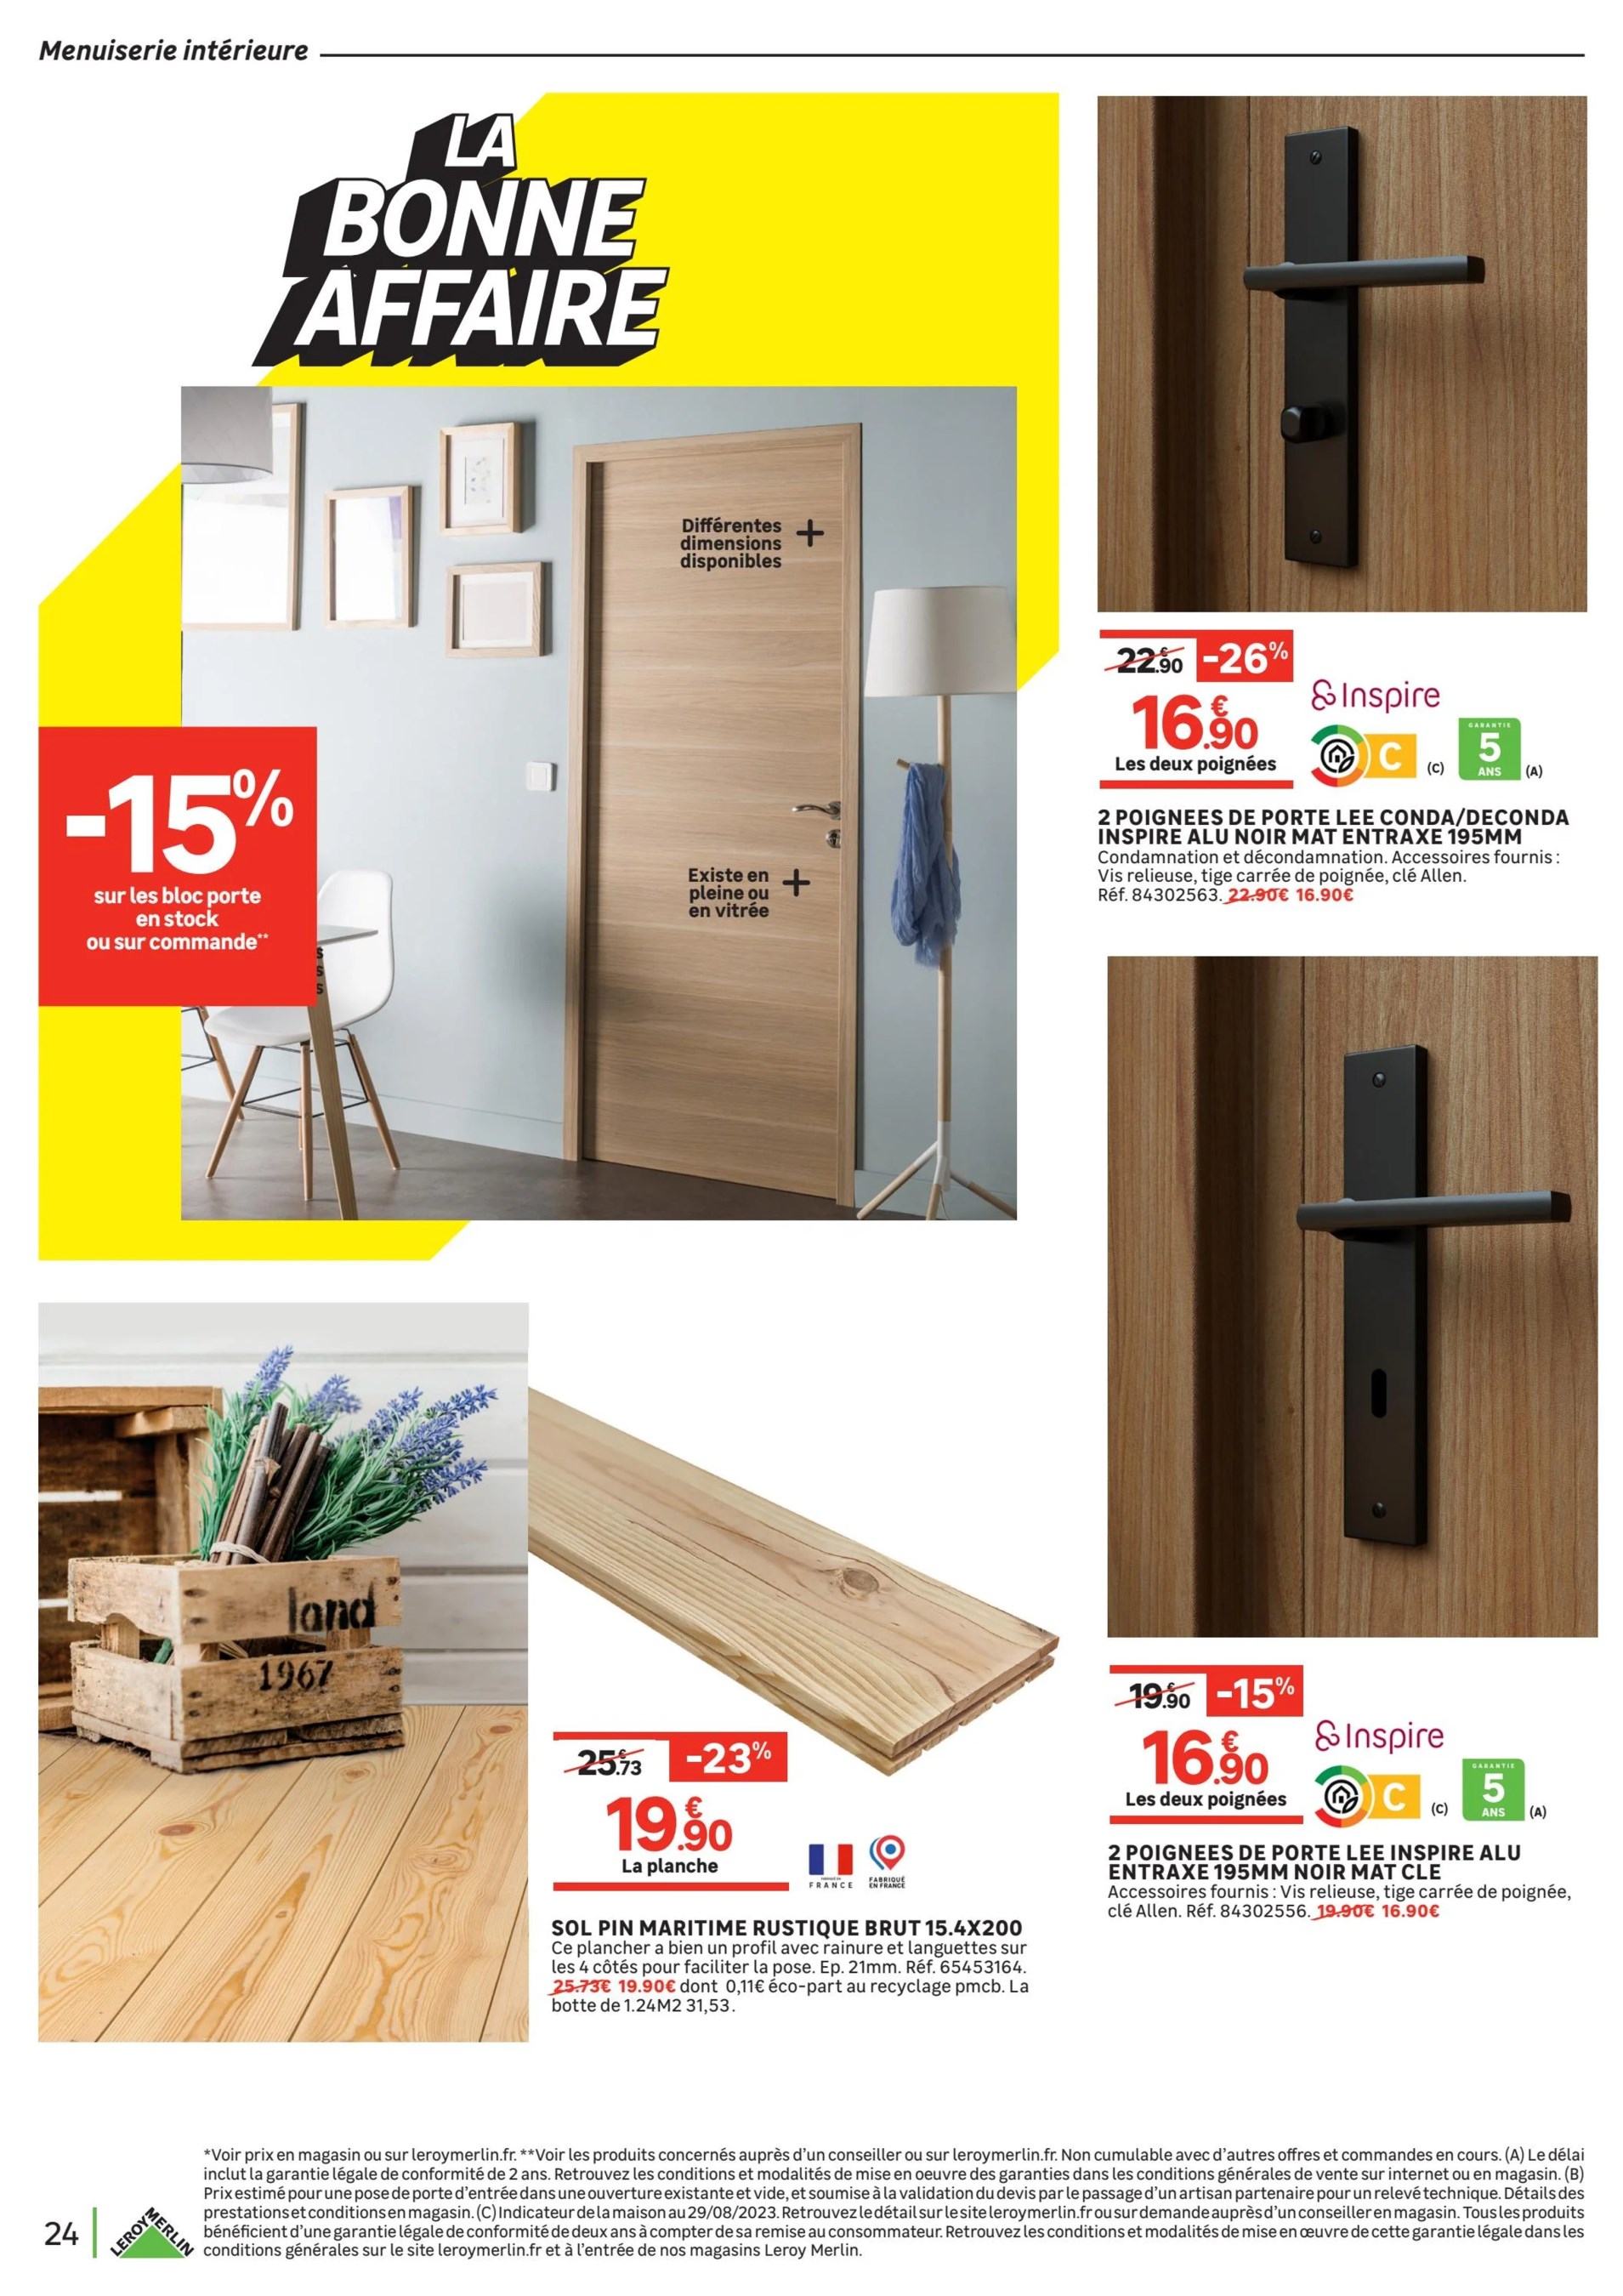 Menuiserie intérieure
LA
BONNE
AFFAIRE
Différentes
dimensions
disponibles
+
Existe en
pleine ou
en vitrée
+
-15%
sur les bloc porte
en stock
ou sur commande**
s
s
s
22€.90 -26%
16€.90
Les deux poignées
Inspire
C (C)
GARANTIE
5
ANS (A)
2 POIGNEES DE PORTE LEE CONDA/DECONDA
INSPIRE ALU NOIR MAT ENTRAXE 195MM
Condamnation et décondamnation. Accessoires fournis :
Vis relieuse, tige carrée de poignée, clé Allen.
Réf. 84302563. 22.90€ 16.90€
land
1967
25€.73 -23%
19€.90
La planche
FRANCE
FABRIQUÉ
EN FRANCE
SOL PIN MARITIME RUSTIQUE BRUT 15.4X200
Ce plancher a bien un profil avec rainure et languettes sur
les 4 côtés pour faciliter la pose. Ep. 21mm. Réf. 65453164.
25.73€ 19.90€ dont 0,11€ éco-part au recyclage pmcb. La
botte de 1.24M2 31,53.
19€.90 -15%
16€.90
Les deux poignées
Inspire
C (C)
GARANTIE
5
ANS (A)
2 POIGNEES DE PORTE LEE INSPIRE ALU
ENTRAXE 195MM NOIR MAT CLE
Accessoires fournis : Vis relieuse, tige carrée de poignée,
clé Allen. Réf. 84302556. 19.90€ 16.90€
*Voir prix en magasin ou sur leroymerlin.fr. **Voir les produits concernés auprès d'un conseiller ou sur leroymerlin.fr. Non cumulable avec d'autres offres et commandes en cours. (A) Le délai
inclut la garantie légale de conformité de 2 ans. Retrouvez les conditions et modalités de mise en oeuvre des garanties dans les conditions générales de vente sur internet ou en magasin. (B)
Prix estimé pour une pose de porte d'entrée dans une ouverture existante et vide, et soumise à la validation du devis par le passage d'un artisan partenaire pour un relevé technique. Détails des
prestations et conditions en magasin. (C) Indicateur de la maison au 29/08/2023. Retrouvez le détail sur le site leroymerlin.fr ou sur demande auprès d'un conseiller en magasin. Tous les produits
bénéficient d'une garantie légale de conformité de deux ans à compter de sa remise au consommateur. Retrouvez les conditions et modalités de mise en œuvre de cette garantie légale dans les
conditions générales sur le site leroymerlin.fr et à l'entrée de nos magasins Leroy Merlin.
24
LEROY MERLIN